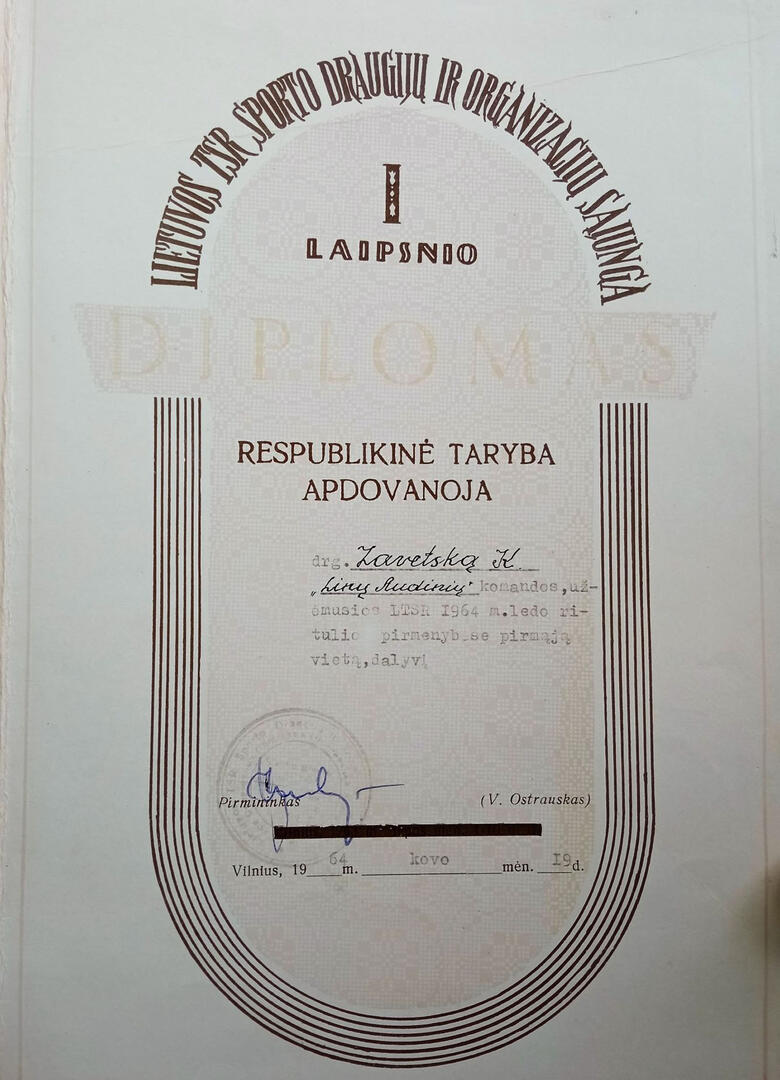 LIETUVOS TSR SPORTO DRAUGIJŲ IR ORGANIZACIJŲ SĄJUNGA
I
LAIPSNIO
DIPLOMAS
RESPUBLIKINĖ TARYBA
APDOVANOJA
drg. Zavetską K.
„Linų Audinių" komandos, už-
ėmusios LTSR 1964 m. ledo ri-
tulio pirmenybėse pirmąją
vietą, dalyvį
Pirmininkas (V. Ostrauskas)
Vilnius, 1964 m. kovo mėn. 19 d.